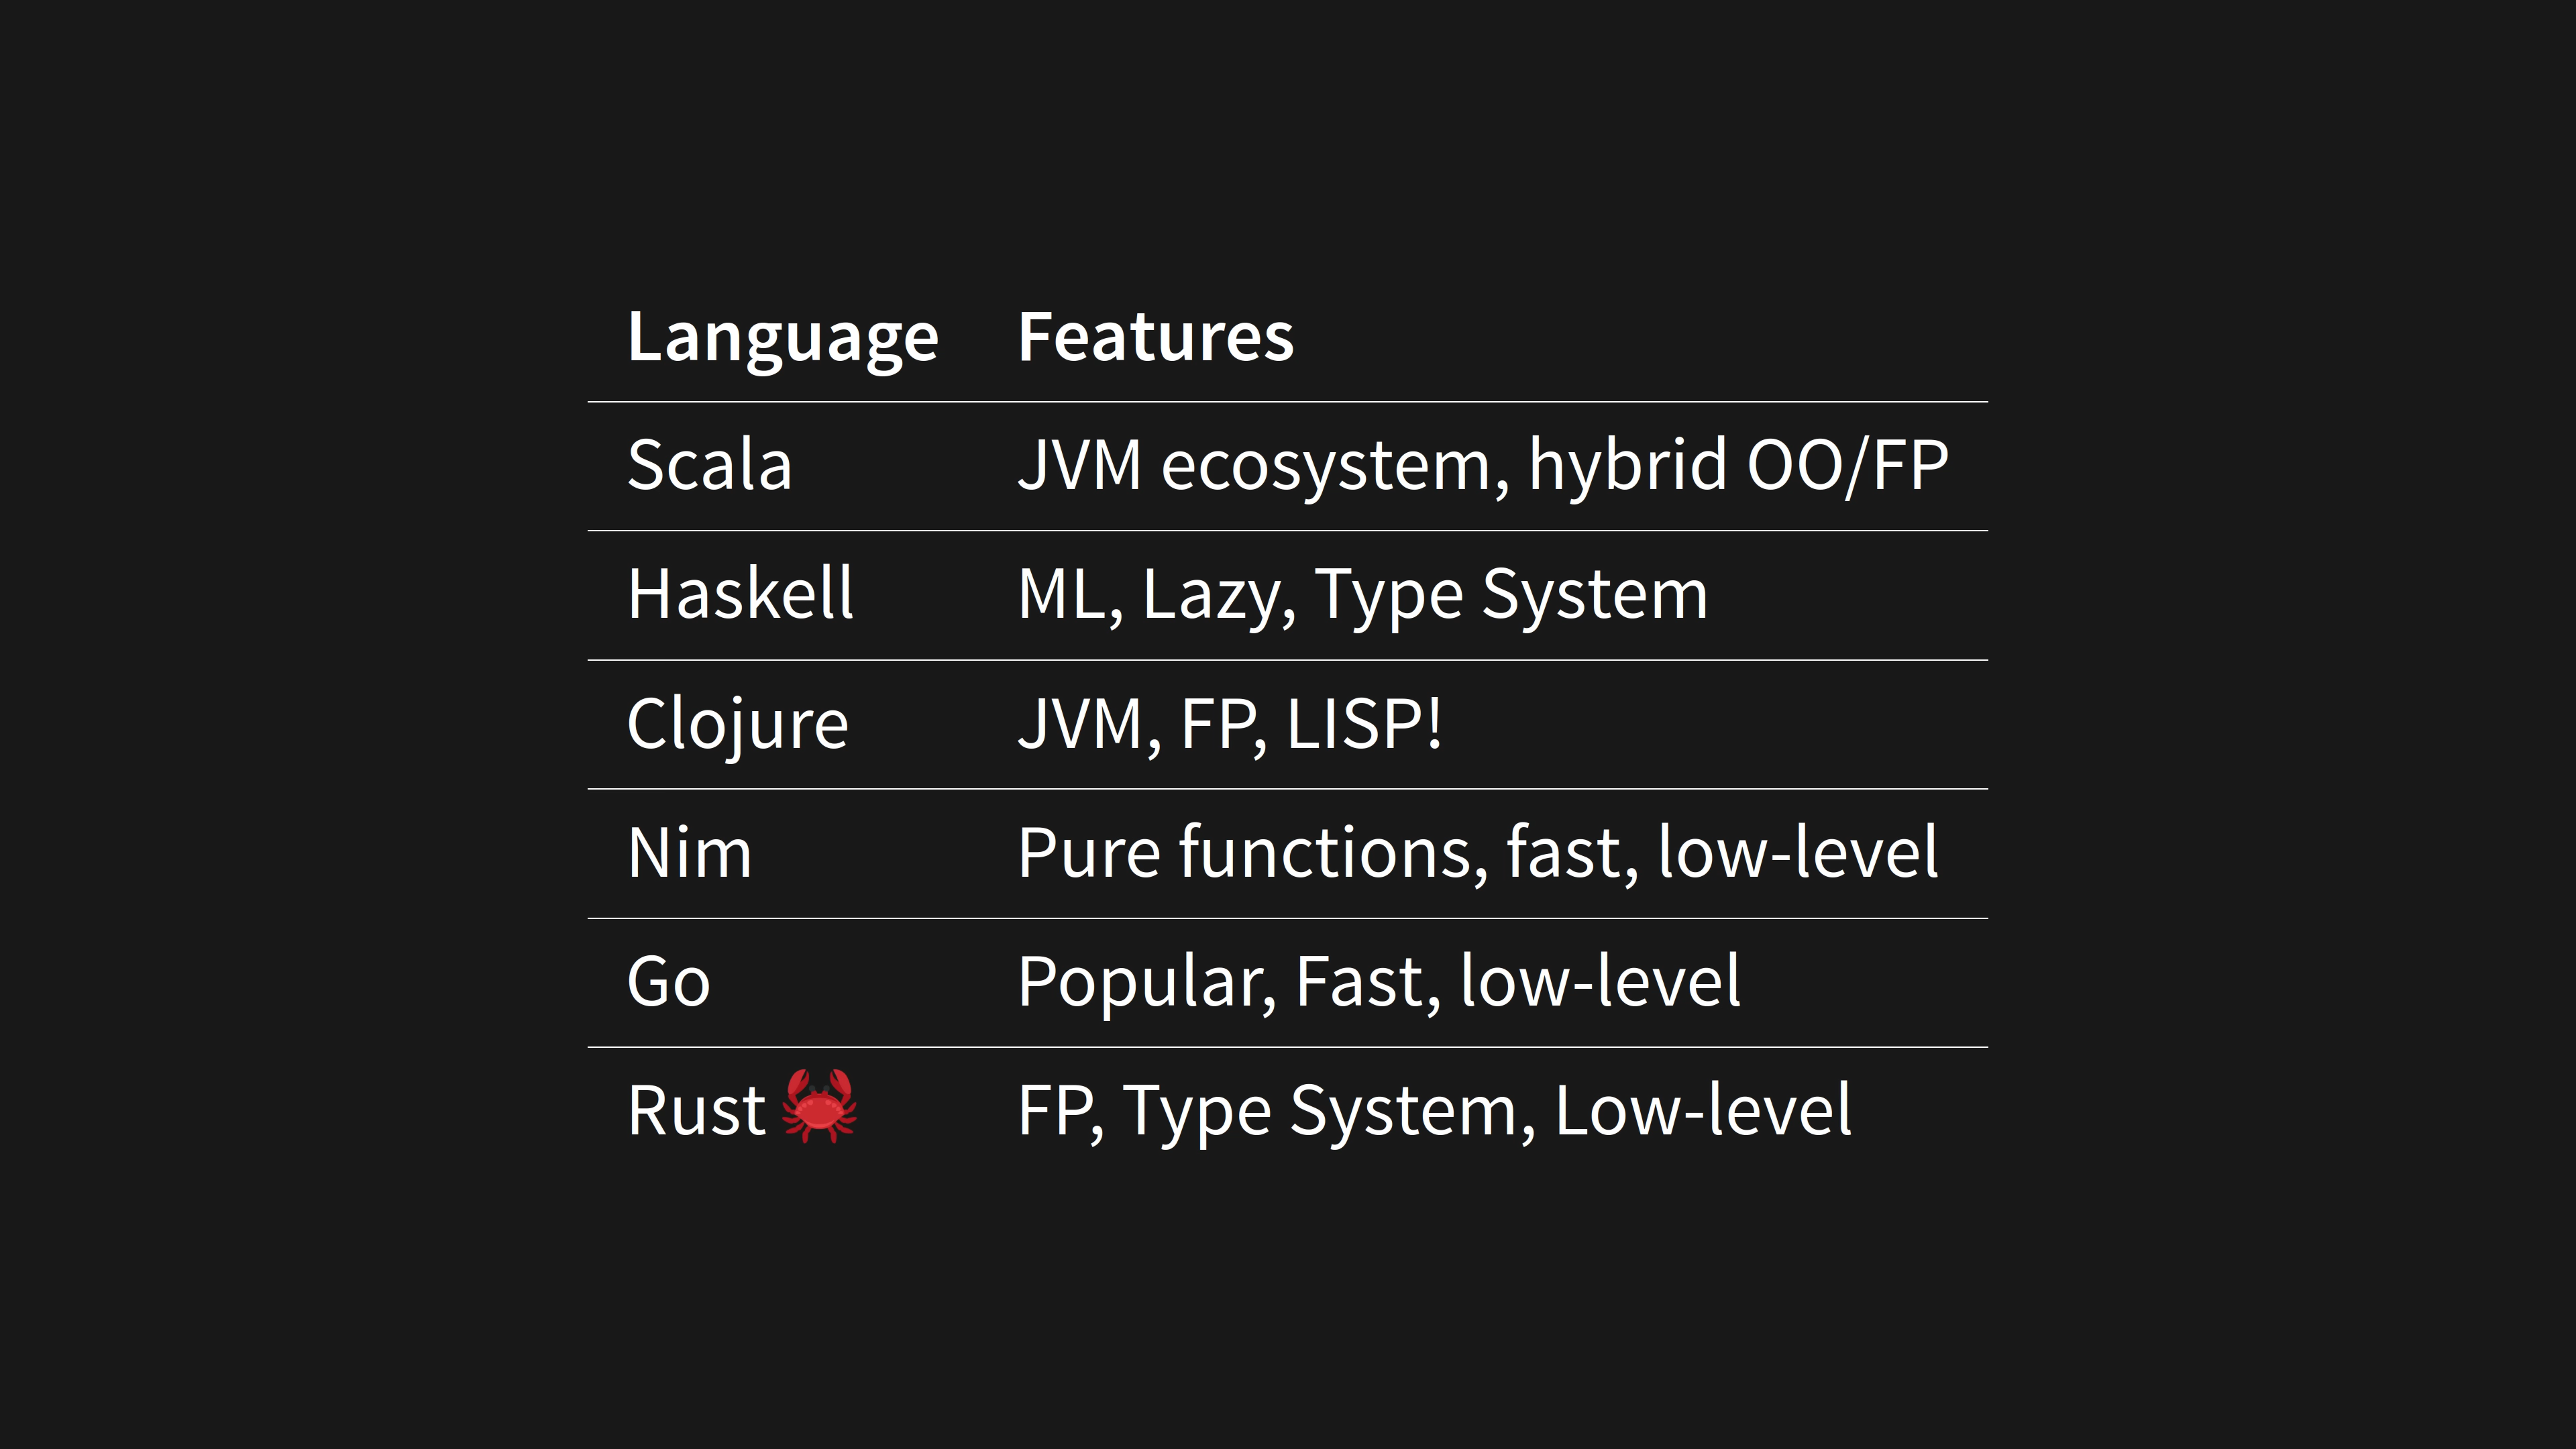 Language Features
Scala JVM ecosystem, hybrid OO/FP
Haskell ML, Lazy, Type System
Clojure JVM, FP, LISP!
Nim Pure functions, fast, low-level
Go Popular, Fast, low-level
Rust 🦀 FP, Type System, Low-level